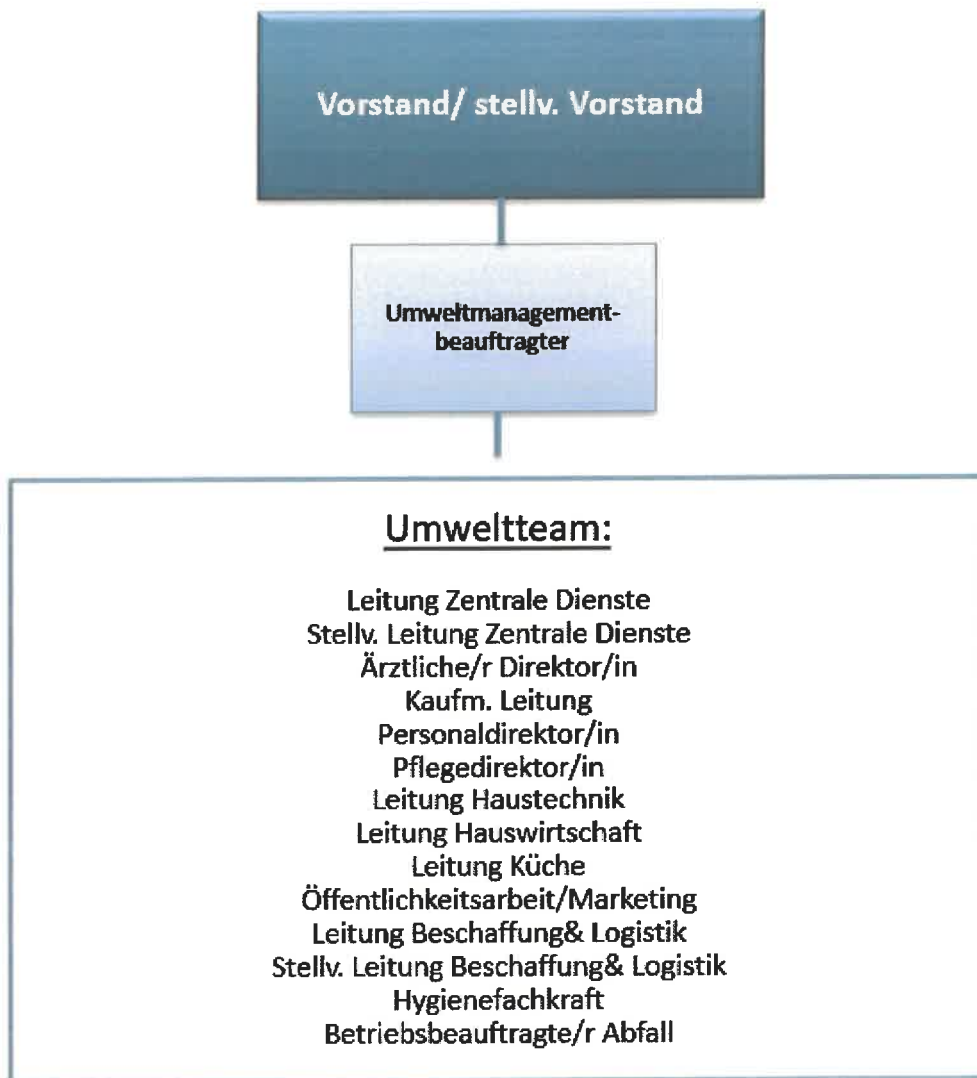 Vorstand/ stellv. Vorstand
Umweltmanagement-
beauftragter
Umweltteam:
Leitung Zentrale Dienste
Stellv. Leitung Zentrale Dienste
Ärztliche/r Direktor/in
Kaufm. Leitung
Personaldirektor/in
Pflegedirektor/in
Leitung Haustechnik
Leitung Hauswirtschaft
Leitung Küche
Öffentlichkeitsarbeit/Marketing
Leitung Beschaffung& Logistik
Stellv. Leitung Beschaffung& Logistik
Hygienefachkraft
Betriebsbeauftragte/r Abfall